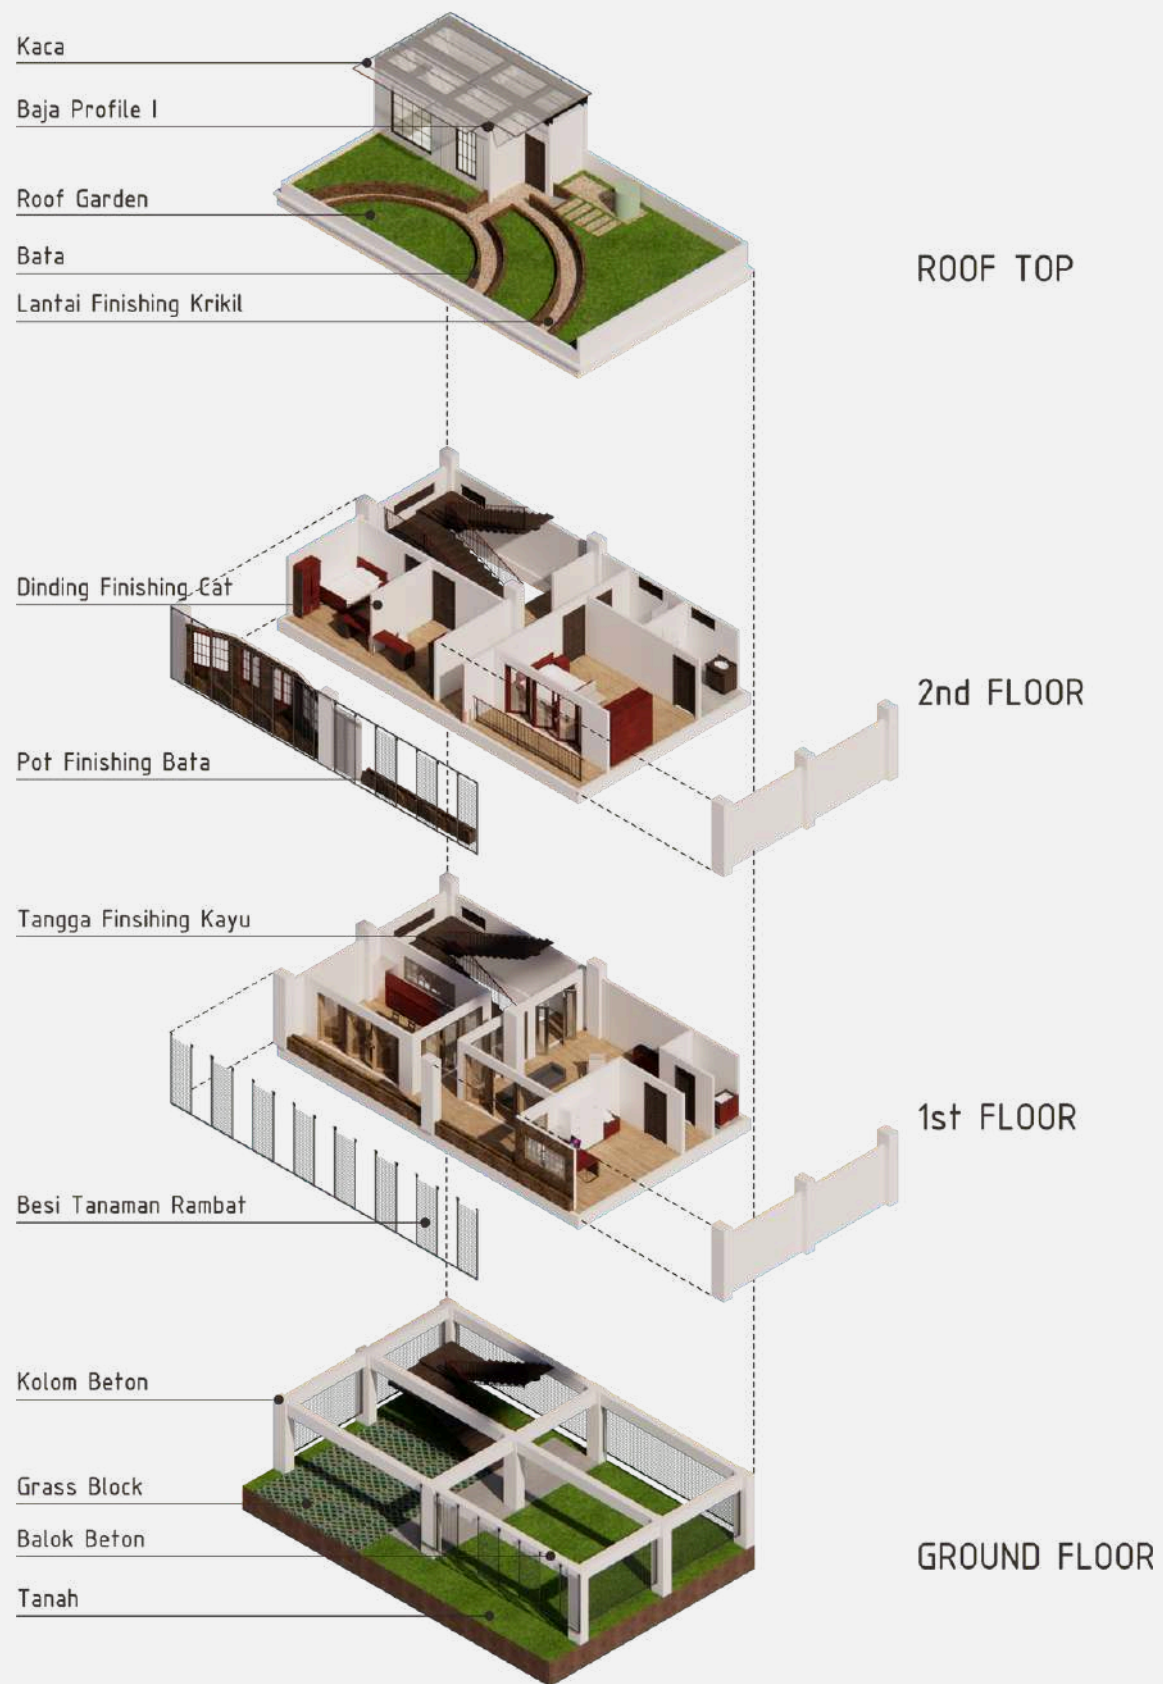 Kaca
Baja Profile I
Roof Garden
Bata
Lantai Finishing Krikil
ROOF TOP
Dinding Finishing Cat
2nd FLOOR
Pot Finishing Bata
Tangga Finsihing Kayu
1st FLOOR
Besi Tanaman Rambat
Kolom Beton
Grass Block
Balok Beton
GROUND FLOOR
Tanah